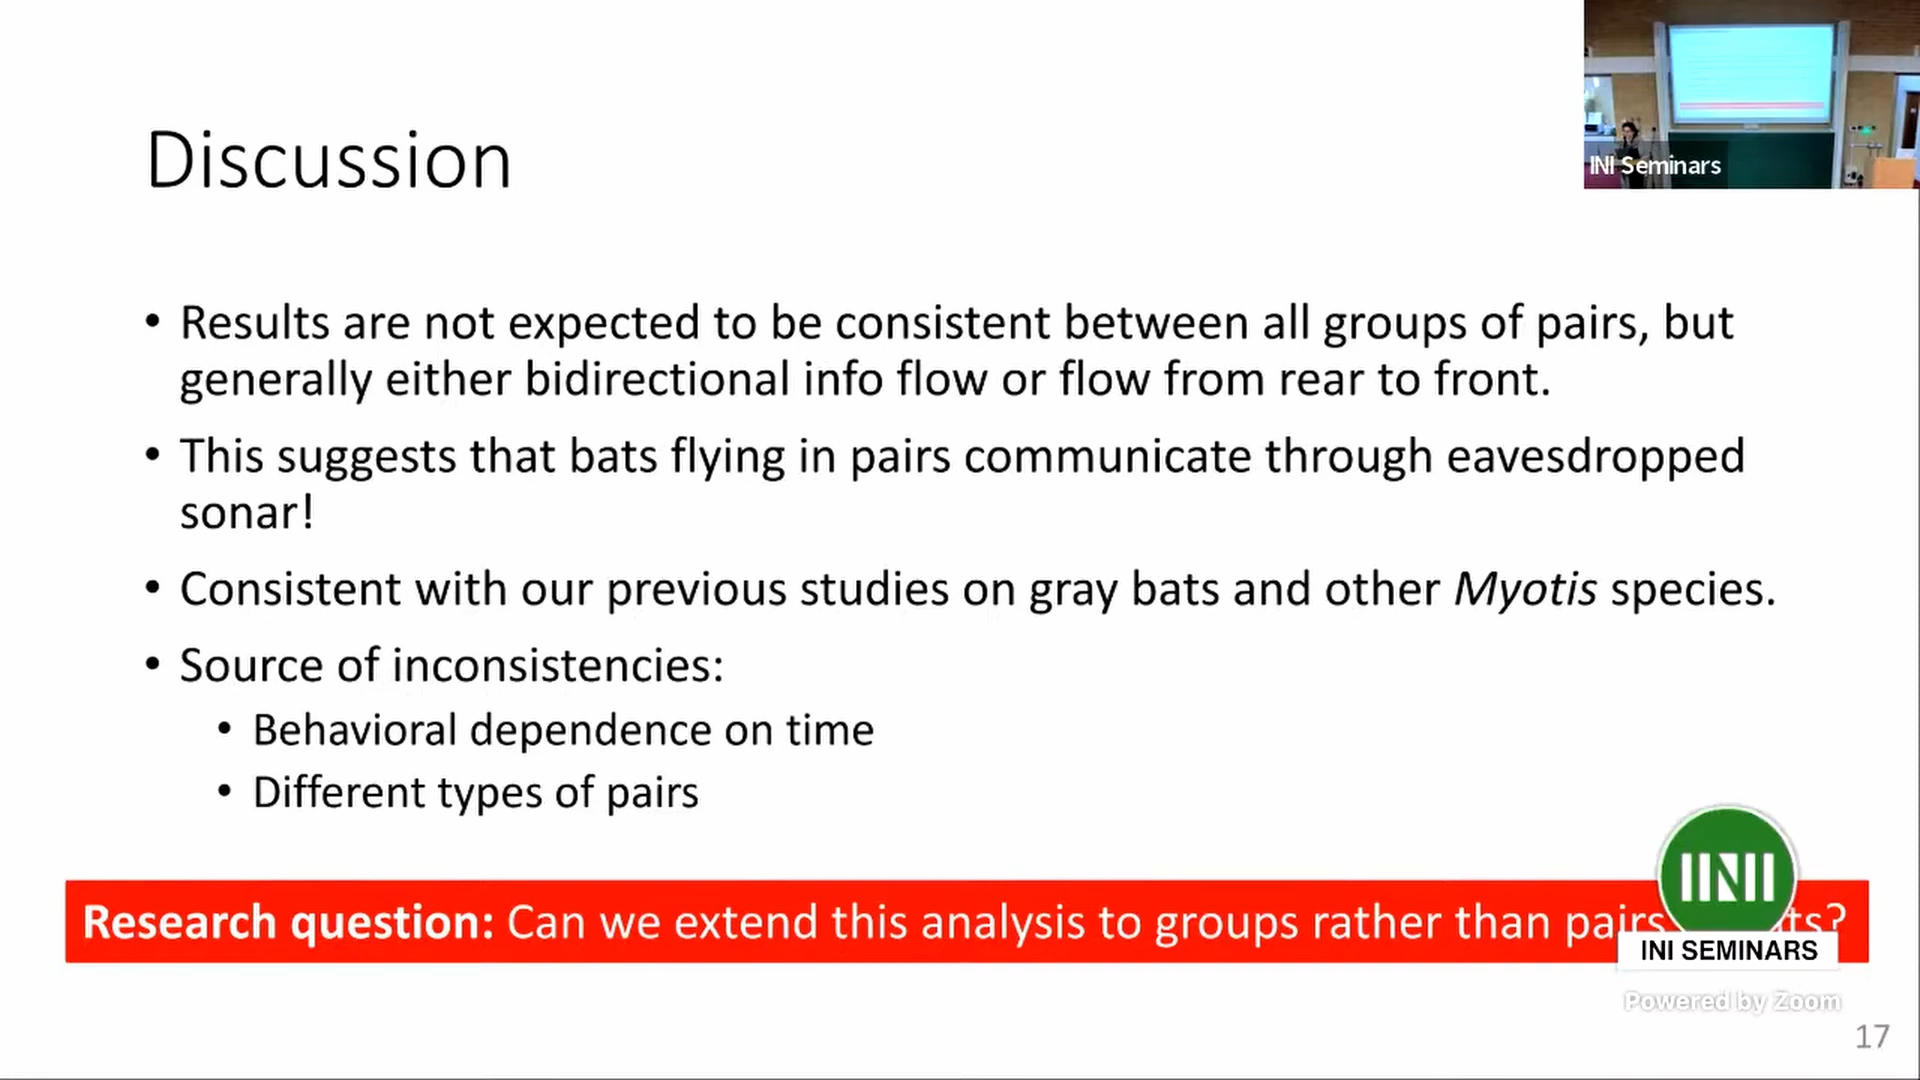 INI Seminars
Discussion
• Results are not expected to be consistent between all groups of pairs, but
generally either bidirectional info flow or flow from rear to front.
• This suggests that bats flying in pairs communicate through eavesdropped
sonar!
• Consistent with our previous studies on gray bats and other Myotis species.
• Source of inconsistencies:
• Behavioral dependence on time
• Different types of pairs
Research question: Can we extend this analysis to groups rather than pairs
INI
INI SEMINARS
Powered by Zoom
17